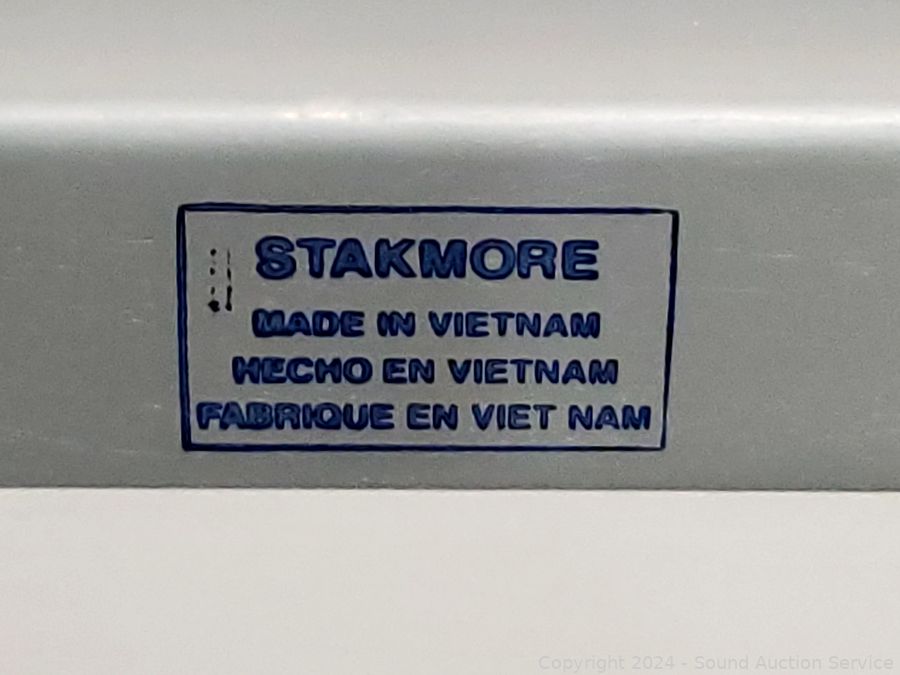 STAKMORE
MADE IN VIETNAM
HECHO EN VIETNAM
FABRIQUE EN VIET NAM
Copyright 2024 - Sound Auction Service